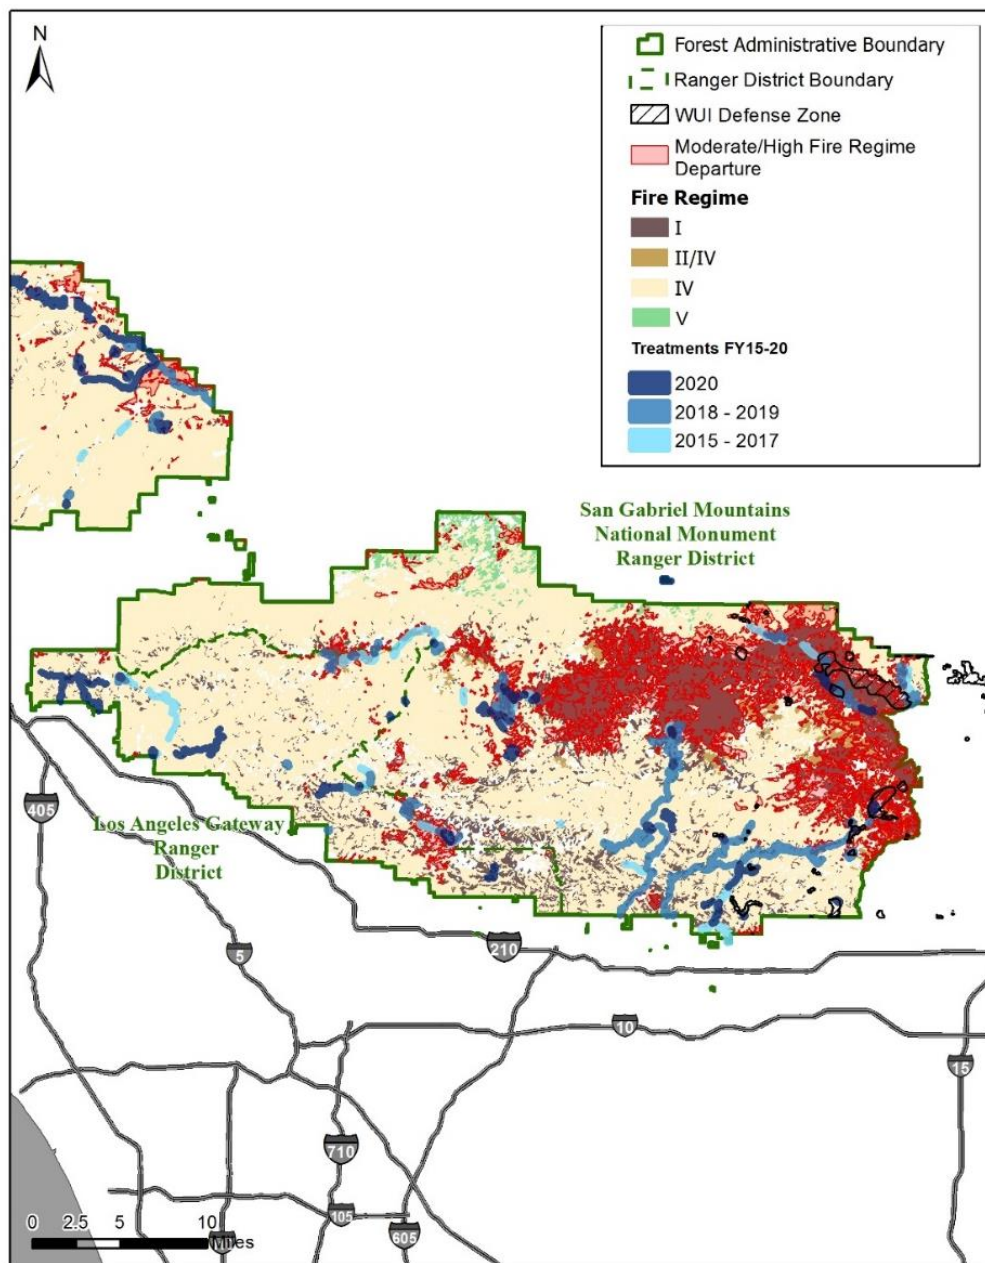 N
Forest Administrative Boundary
Ranger District Boundary
WUI Defense Zone
Moderate/High Fire Regime
Departure
Fire Regime
I
II/IV
IV
V
Treatments FY15-20
2020
2018 - 2019
2015 - 2017
San Gabriel Mountains
National Monument
Ranger District
405
Los Angeles Gateway
Ranger
District
5
210
10
15
710
105
605
0 2.5 5 10
Miles